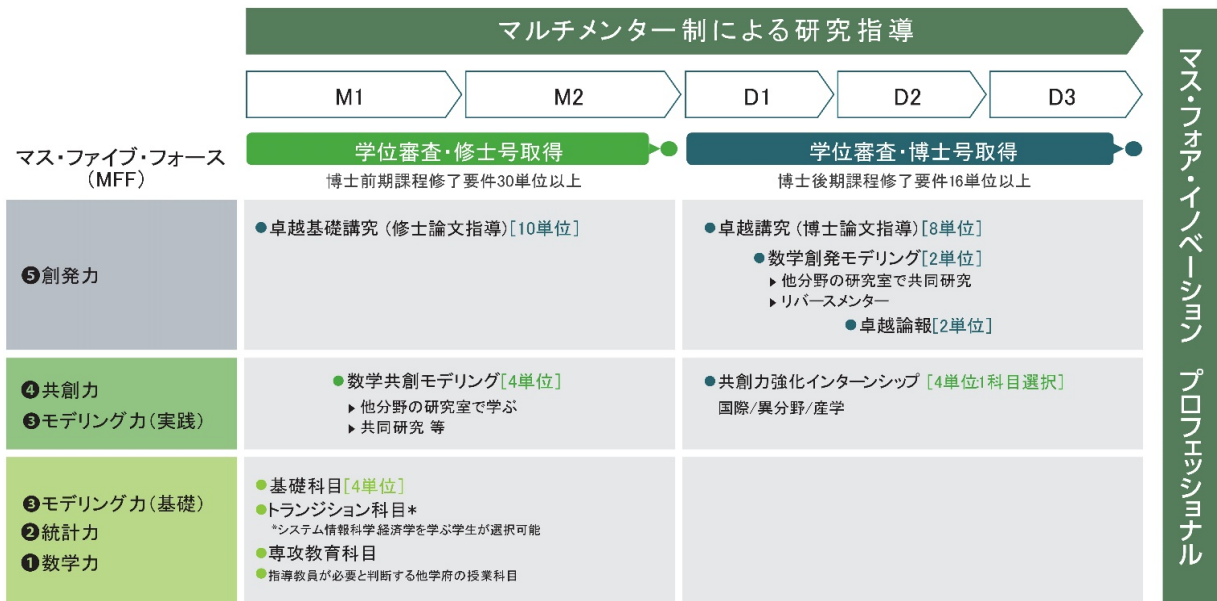 マルチメンター制による研究指導
M1
M2
D1
D2
D3
マス・ファイブ・フォース
(MFF)
学位審査・修士号取得
博士前期課程修了要件30単位以上
学位審査・博士号取得
博士後期課程修了要件16単位以上
❺創発力
●卓越基礎講究 (修士論文指導)[10単位]
●卓越講究 (博士論文指導)[8単位]
●数学創発モデリング[2単位]
▶他分野の研究室で共同研究
▶リバースメンター
●卓越論報[2単位]
❹共創力
❸モデリング力(実践)
●数学共創モデリング[4単位]
▶他分野の研究室で学ぶ
▶共同研究 等
●共創力強化インターンシップ [4単位:1科目選択]
国際/異分野/産学
❸モデリング力(基礎)
❷統計力
❶数学力
●基礎科目[4単位]
●トランジション科目*
*システム情報科学,経済学を学ぶ学生が選択可能
●専攻教育科目
●指導教員が必要と判断する他学府の授業科目
マス・フォア・イノベーション プロフェッショナル